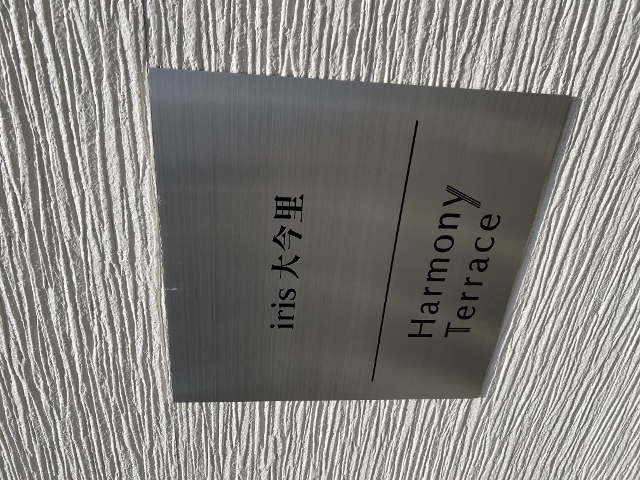 iris 大今里
Harmony
Terrace